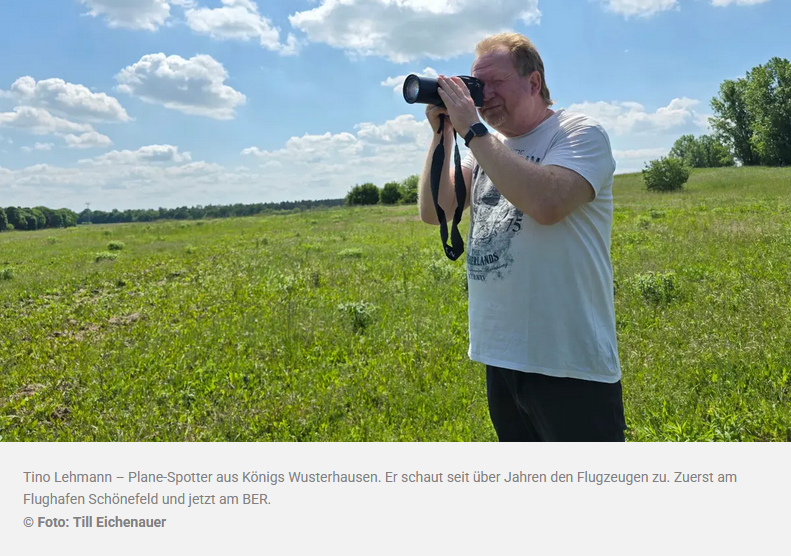 75
Tino Lehmann – Plane-Spotter aus Königs Wusterhausen. Er schaut seit über Jahren den Flugzeugen zu. Zuerst am
Flughafen Schönefeld und jetzt am BER.
© Foto: Till Eichenauer